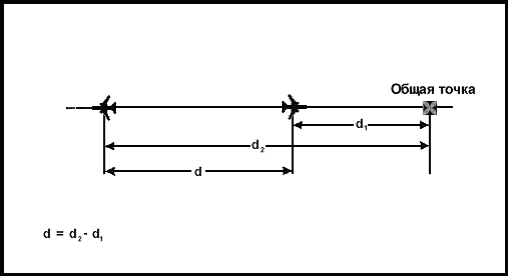 Общая точка
d₁
d₂
d
d = d₂ - d₁